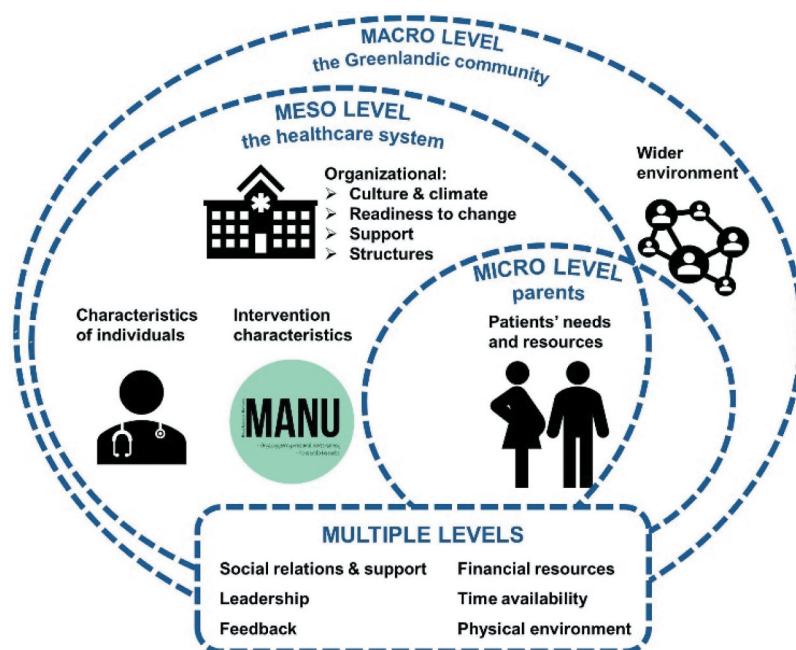 MACRO LEVEL
the Greenlandic community
MESO LEVEL
the healthcare system
Organizational:
➢ Culture & climate
➢ Readiness to change
➢ Support
➢ Structures
Wider
environment
MICRO LEVEL
parents
Characteristics
of individuals
Intervention
characteristics
Patients' needs
and resources
MANU
MULTIPLE LEVELS
Social relations & support
Leadership
Feedback
Financial resources
Time availability
Physical environment